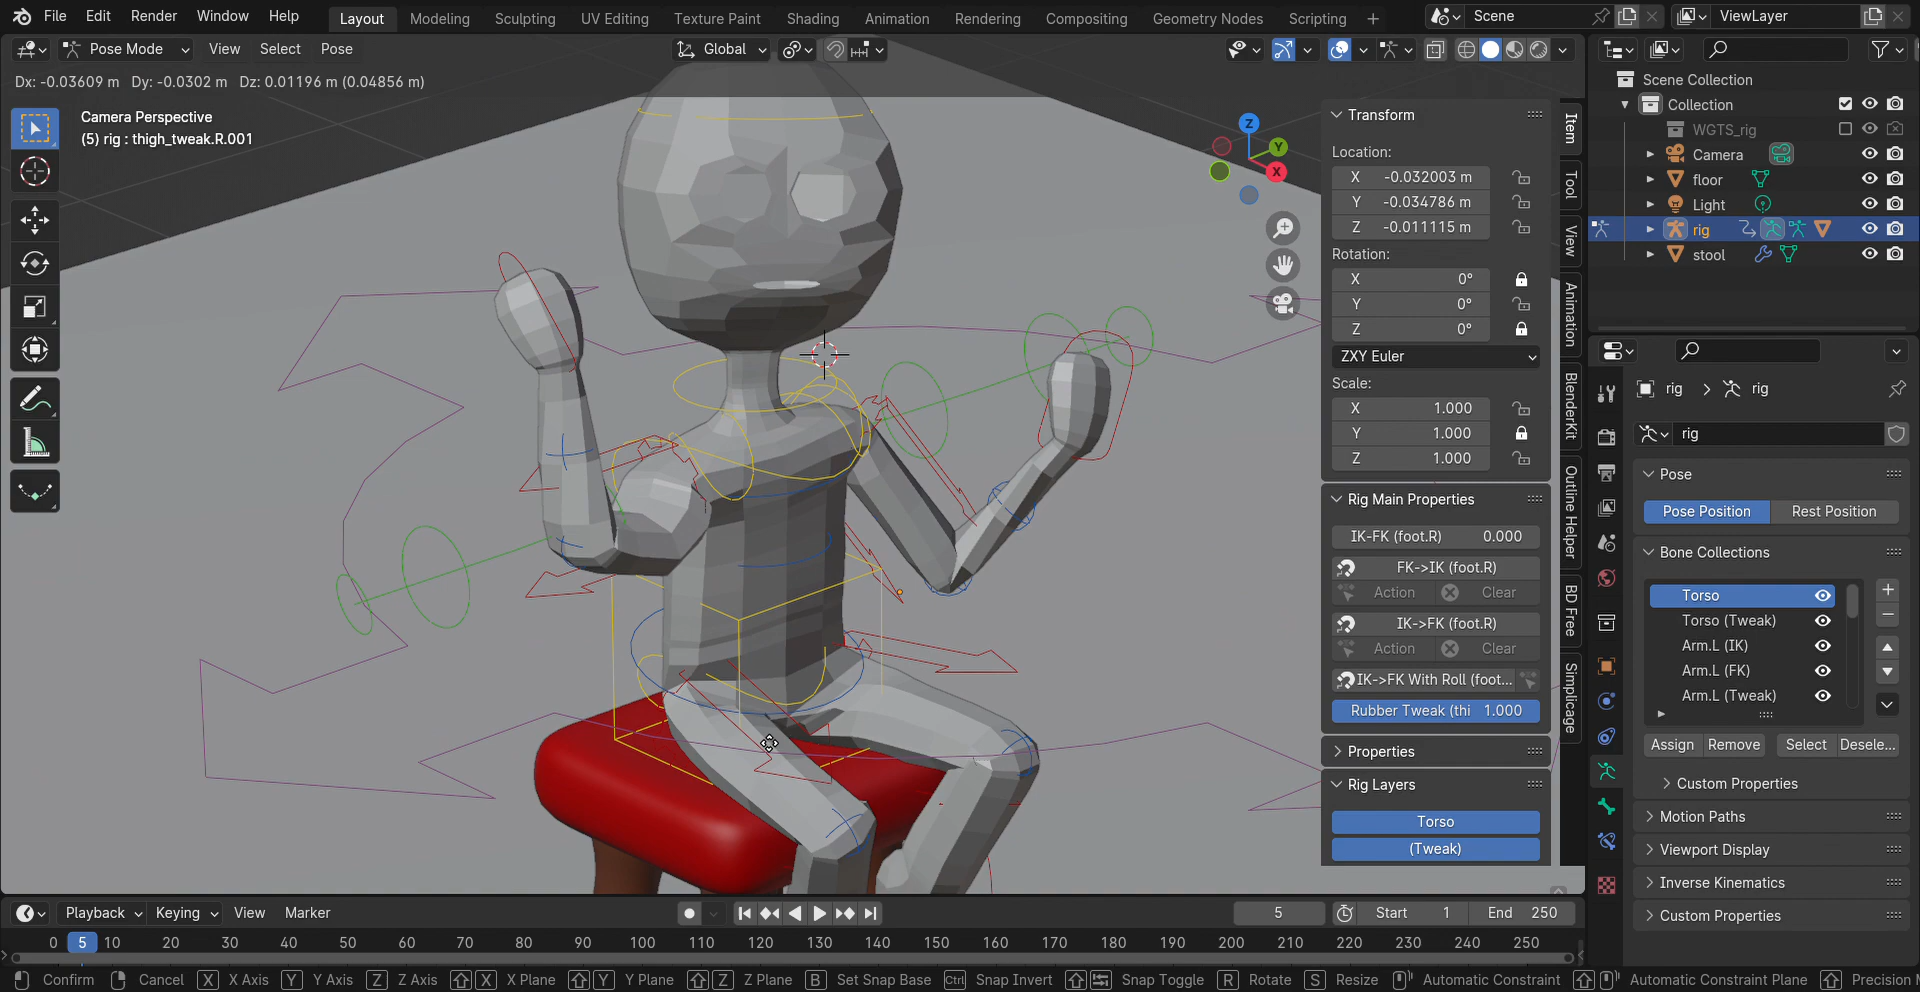 File Edit Render Window Help Layout Modeling Sculpting UV Editing Texture Paint Shading Animation Rendering Compositing Geometry Nodes Scripting + Scene ViewLayer
Pose Mode View Select Pose Global
Dx: -0.03609 m Dy: -0.0302 m Dz: 0.01196 m (0.04856 m)
Camera Perspective
(5) rig : thigh_tweak.R.001
Z
Y
X
Transform
Location:
X -0.032003 m
Y -0.034786 m
Z -0.011115 m
Rotation:
X 0°
Y 0°
Z 0°
ZXY Euler
Scale:
X 1.000
Y 1.000
Z 1.000
Rig Main Properties
IK-FK (foot.R) 0.000
FK->IK (foot.R)
Action Clear
IK->FK (foot.R)
Action Clear
IK->FK With Roll (foot...
Rubber Tweak (thi 1.000
Properties
Rig Layers
Torso
(Tweak)
Item
Tool
View
Animation
BlenderKit
Outline Helper
BD Free
Simplicage
Scene Collection
Collection
WGTS_rig
Camera
floor
Light
rig
stool
rig rig
rig
Pose
Pose Position Rest Position
Bone Collections
Torso
Torso (Tweak)
Arm.L (IK)
Arm.L (FK)
Arm.L (Tweak)
Assign Remove Select Desele...
Custom Properties
Motion Paths
Viewport Display
Inverse Kinematics
Custom Properties
Playback Keying View Marker 5 Start 1 End 250
0 5 10 20 30 40 50 60 70 80 90 100 110 120 130 140 150 160 170 180 190 200 210 220 230 240 250
Confirm Cancel X X Axis Y Y Axis Z Z Axis X X Plane Y Y Plane Z Z Plane B Set Snap Base Ctrl Snap Invert Snap Toggle R Rotate S Resize Automatic Constraint Automatic Constraint Plane Precision M